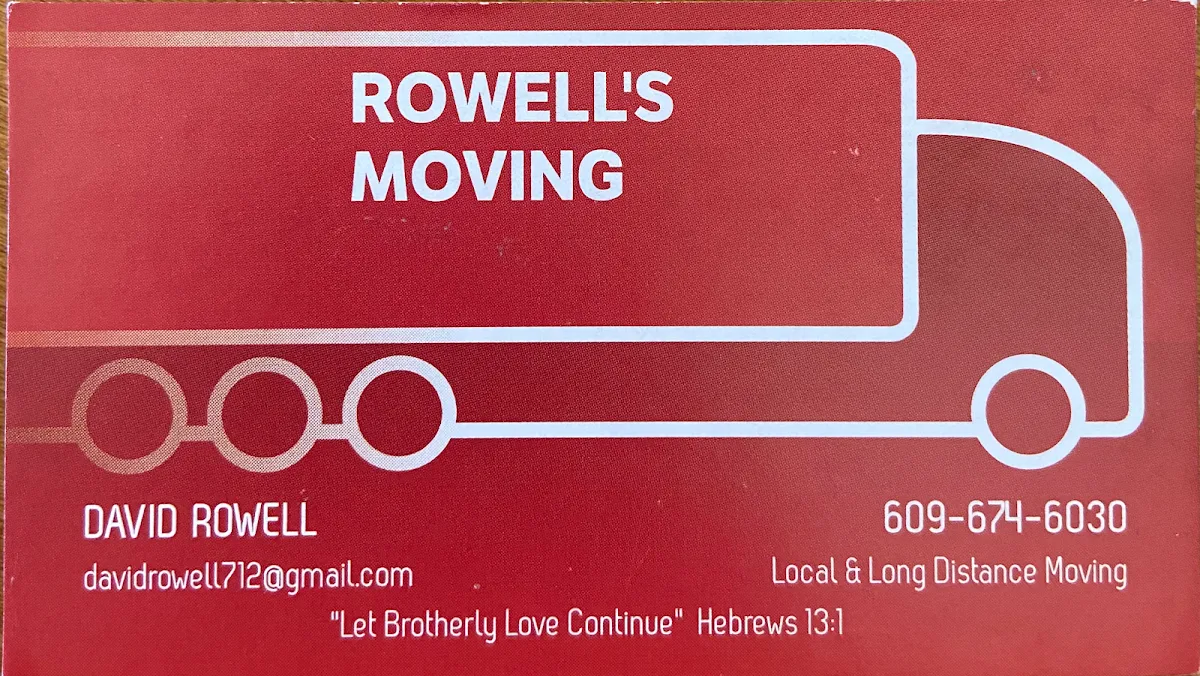 ROWELL'S
MOVING
DAVID ROWELL
609-674-6030
davidrowell712@gmail.com
Local & Long Distance Moving
"Let Brotherly Love Continue" Hebrews 13:1